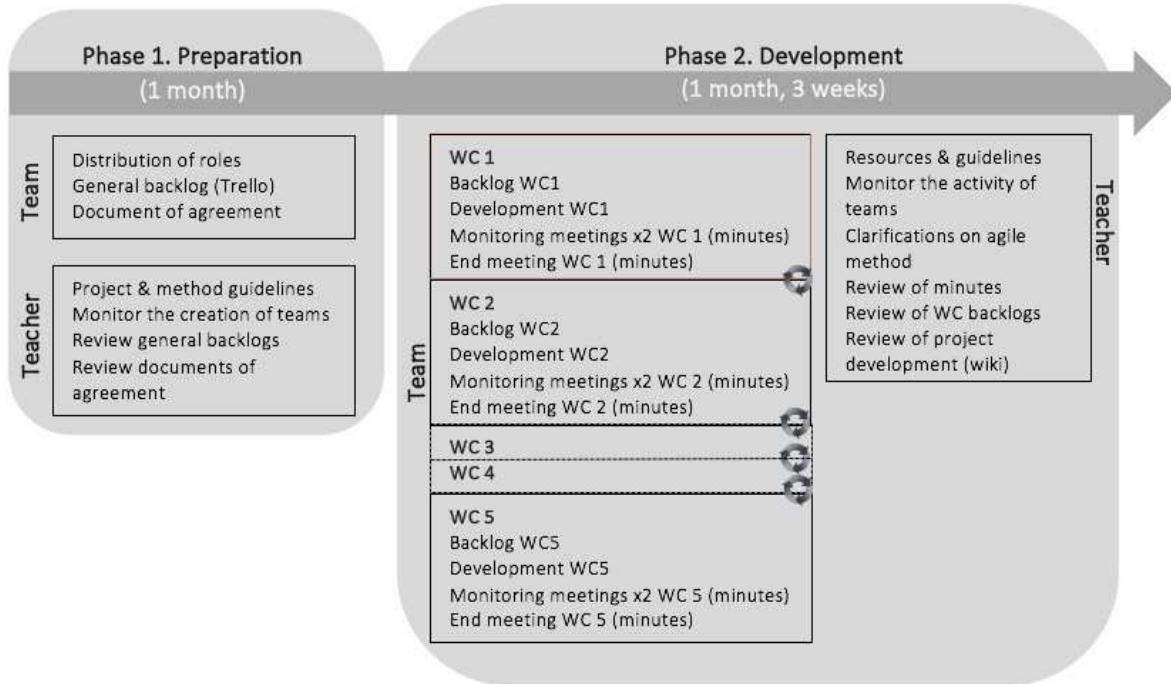 Phase 1. Preparation
(1 month)
Team
Distribution of roles
General backlog (Trello)
Document of agreement
Teacher
Project & method guidelines
Monitor the creation of teams
Review general backlogs
Review documents of
agreement
Phase 2. Development
(1 month, 3 weeks)
Team
WC 1
Backlog WC1
Development WC1
Monitoring meetings x2 WC 1 (minutes)
End meeting WC 1 (minutes)
WC 2
Backlog WC2
Development WC2
Monitoring meetings x2 WC 2 (minutes)
End meeting WC 2 (minutes)
WC 3
WC 4
WC 5
Backlog WC5
Development WC5
Monitoring meetings x2 WC 5 (minutes)
End meeting WC 5 (minutes)
Teacher
Resources & guidelines
Monitor the activity of
teams
Clarifications on agile
method
Review of minutes
Review of WC backlogs
Review of project
development (wiki)